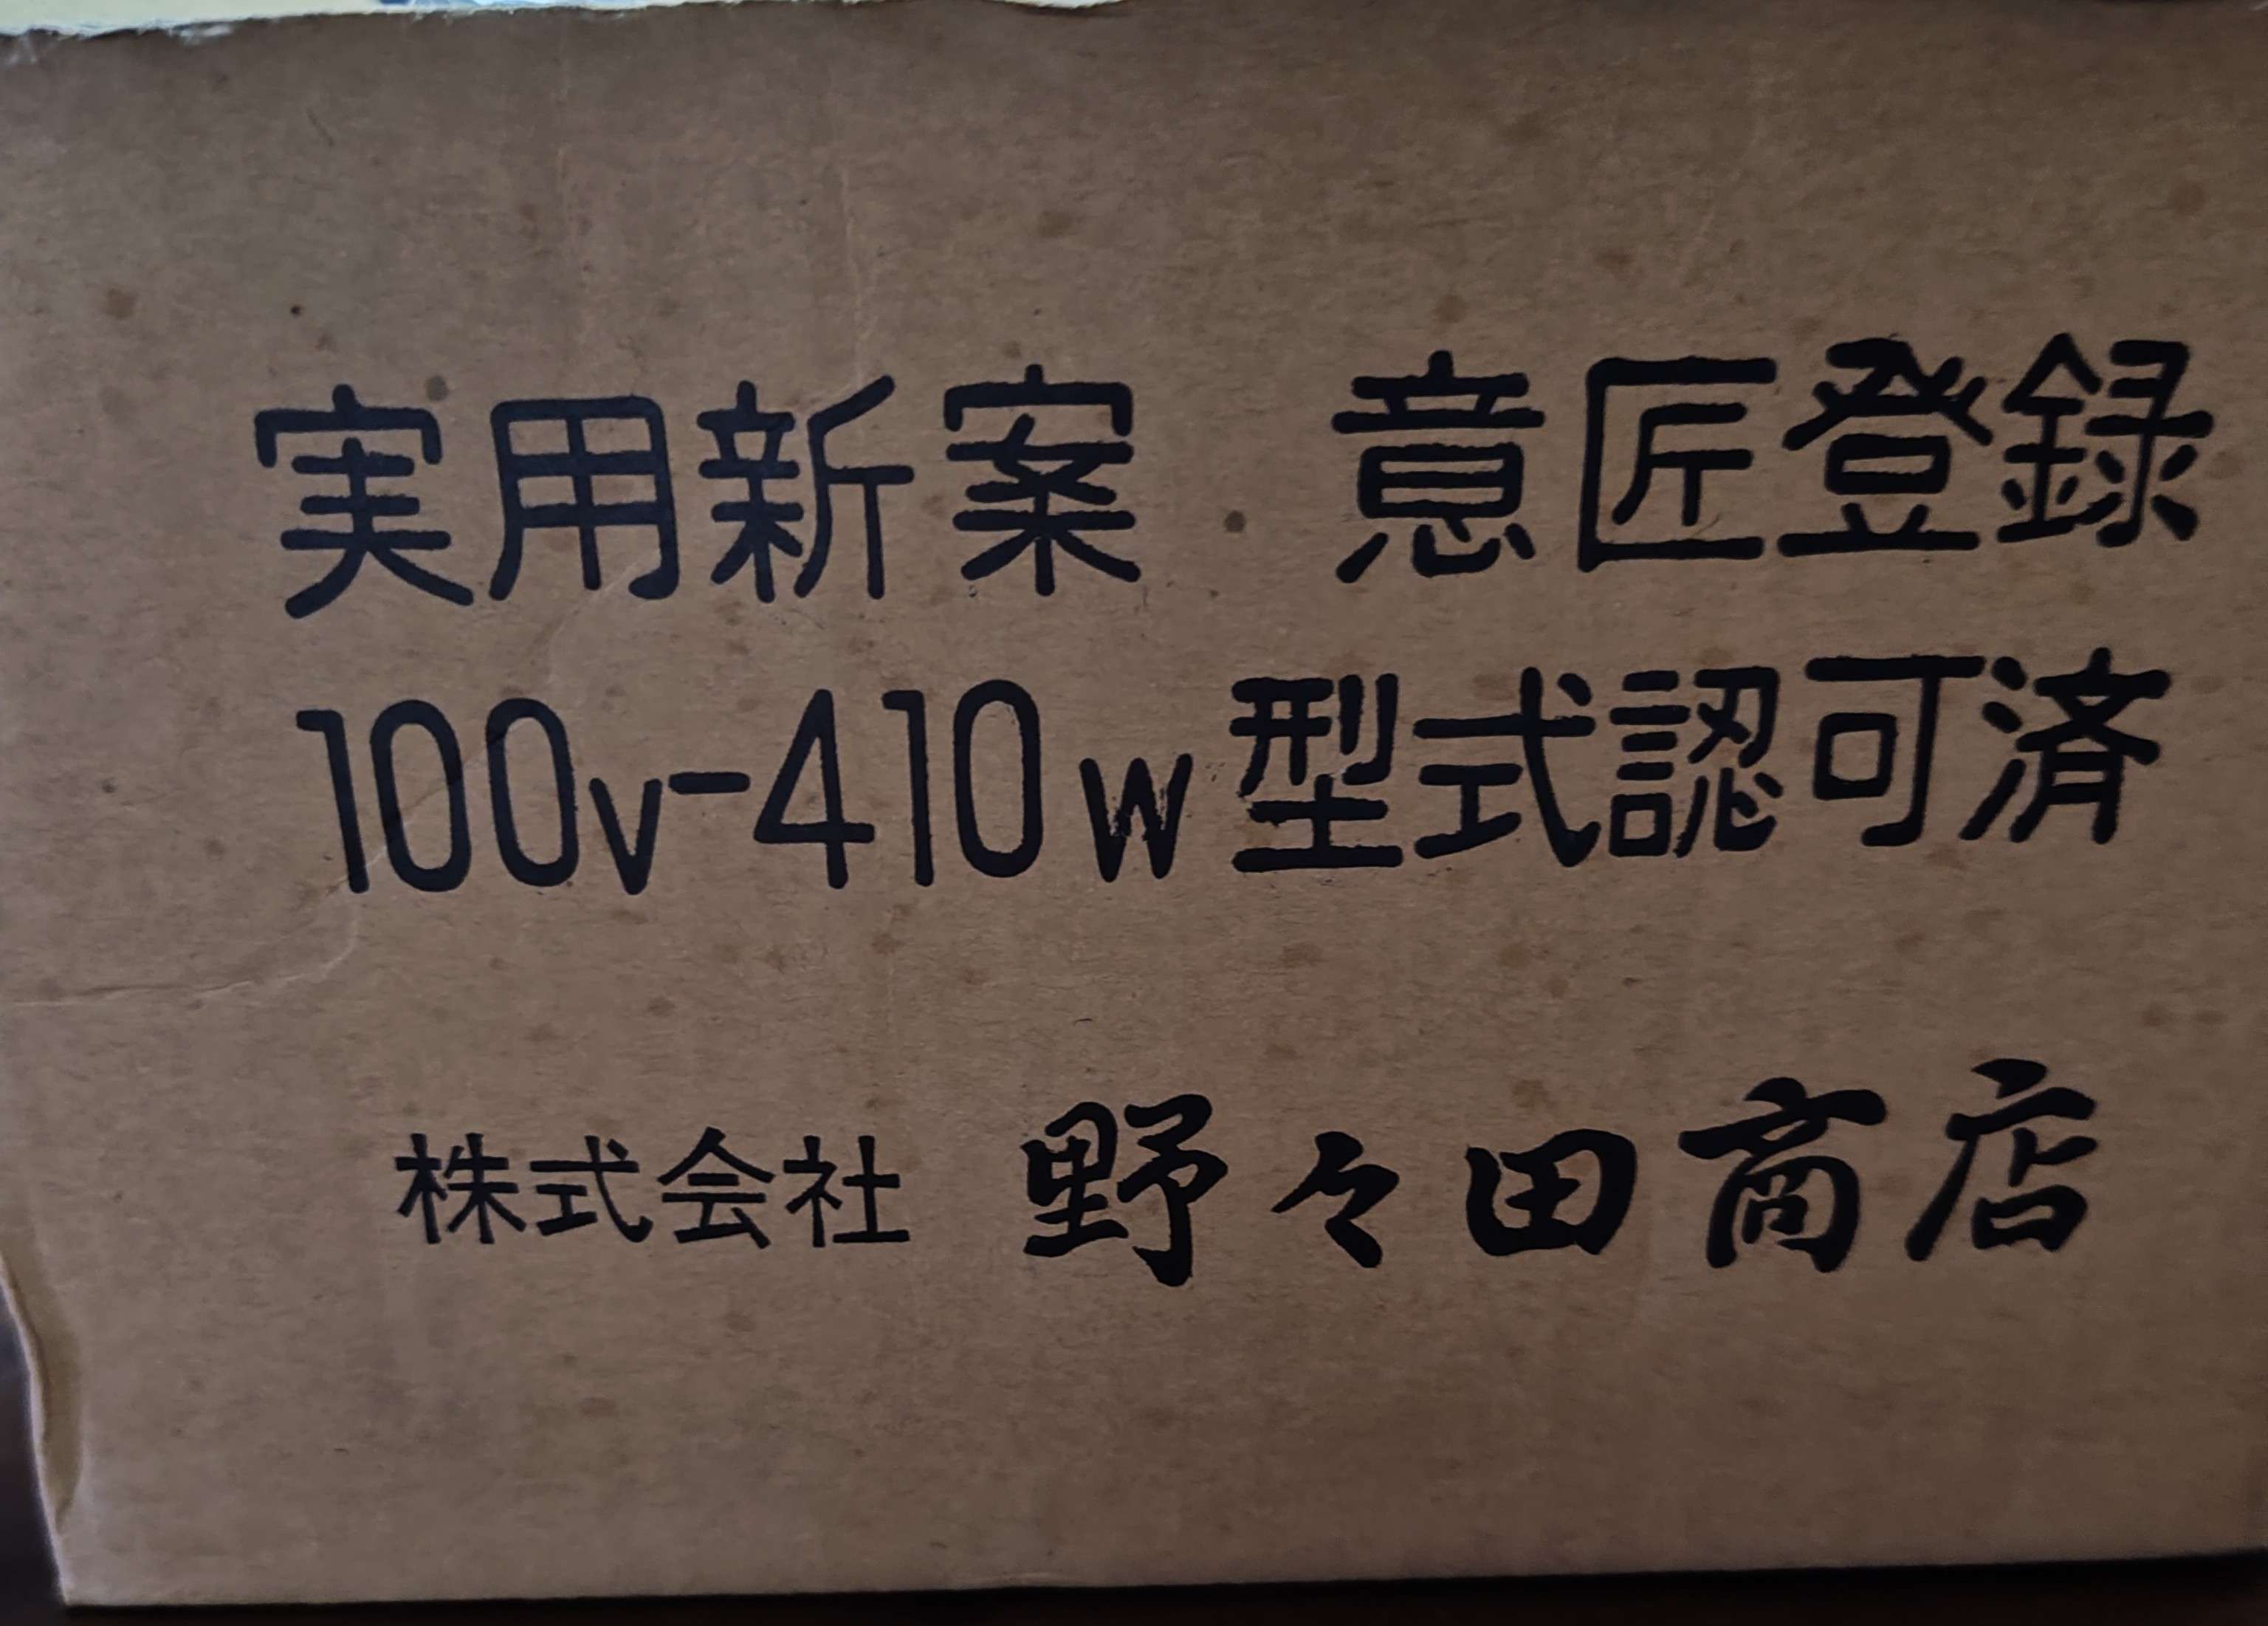 実用新案 意匠登録
100v-410w型式認可済
株式会社 野々田商店